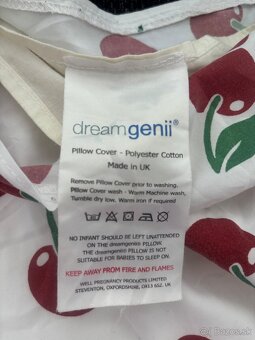 dreamgenii®
Pillow Cover - Polyester Cotton
Made in UK
Remove Pillow Cover prior to washing.
Pillow Cover wash - Warm Machine wash,
Tumble dry low. Warm iron if required
NO INFANT SHOULD BE LEFT UNATTENDED
ON THE dreamgenii PILLOW.
THE dreamgenii PILLOW IS NOT
SUITABLE FOR BABIES TO SLEEP ON.
KEEP AWAY FROM FIRE AND FLAMES
WELL PREGNANCY PRODUCTS LIMITED
STEVENTON, OXFORDSHIRE, OX13 6SZ. UK
bazos.sk